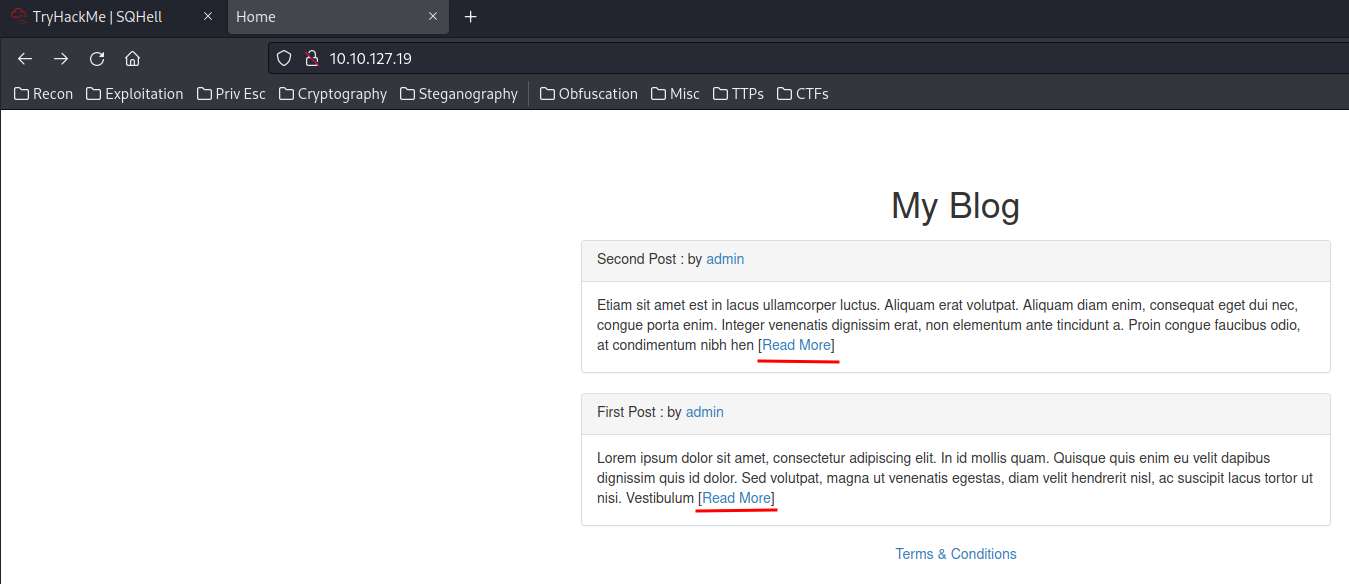 TryHackMe | SQHell
Home
10.10.127.19
Recon Exploitation Priv Esc Cryptography Steganography Obfuscation Misc TTPs CTFs
My Blog
Second Post : by admin
Etiam sit amet est in lacus ullamcorper luctus. Aliquam erat volutpat. Aliquam diam enim, consequat eget dui nec,
congue porta enim. Integer venenatis dignissim erat, non elementum ante tincidunt a. Proin congue faucibus odio,
at condimentum nibh hen [Read More]
First Post : by admin
Lorem ipsum dolor sit amet, consectetur adipiscing elit. In id mollis quam. Quisque quis enim eu velit dapibus
dignissim quis id dolor. Sed volutpat, magna ut venenatis egestas, diam velit hendrerit nisl, ac suscipit lacus tortor ut
nisi. Vestibulum [Read More]
Terms & Conditions